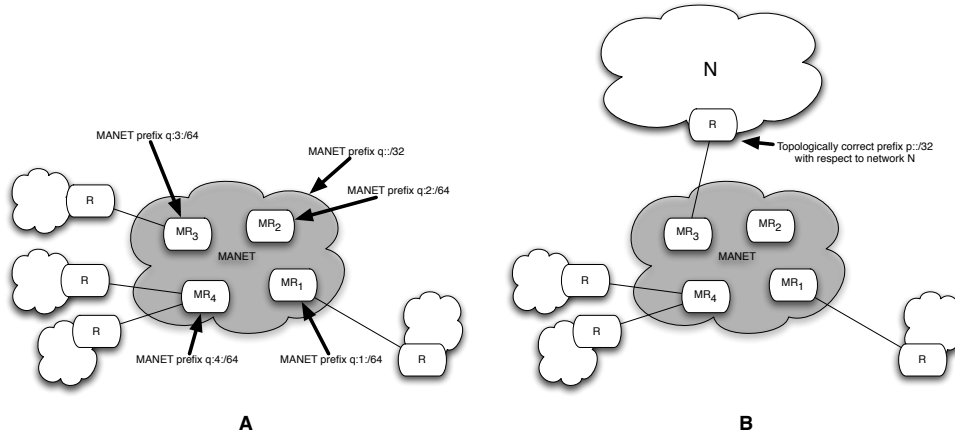 N
R
Topologically correct prefix p::/32
with respect to network N
MANET prefix q:3:/64
MANET prefix q::/32
MANET prefix q:2:/64
R
MR3
MR2
MANET
R
MR4
MR1
R
R
MANET prefix q:4:/64
MANET prefix q:1:/64
MR3
MR2
MANET
R
MR4
MR1
R
R
A
B